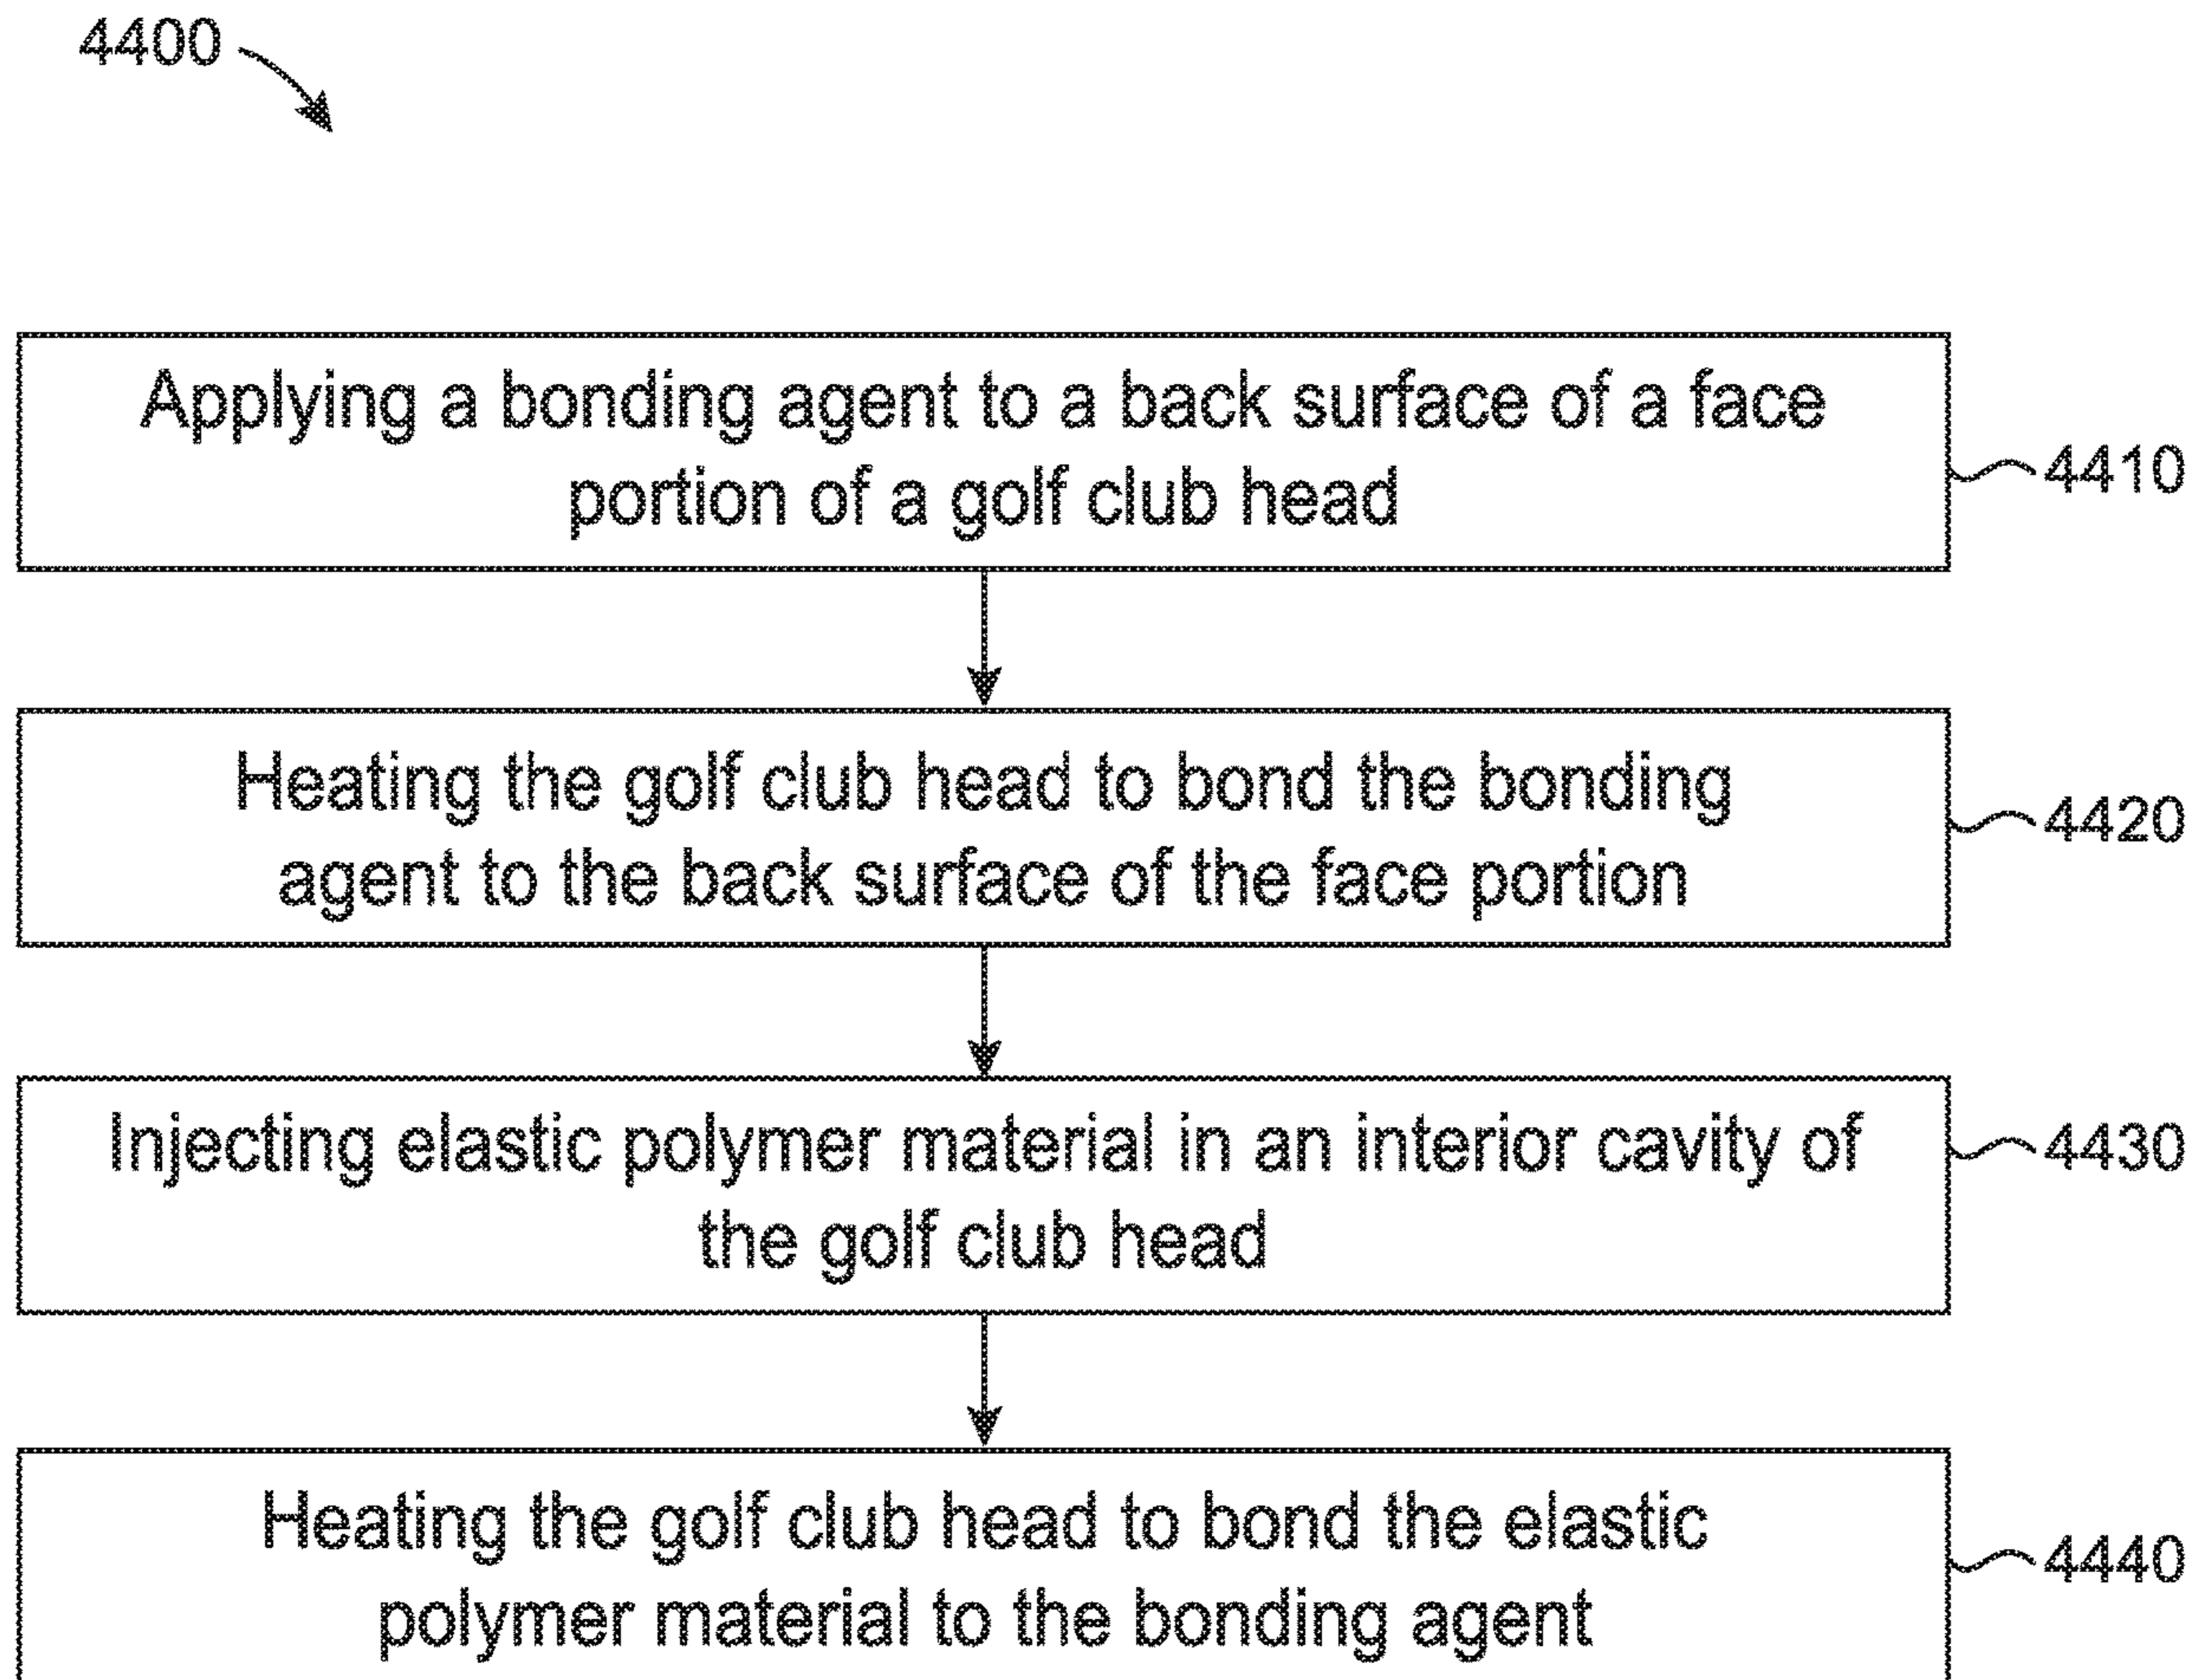 4400
Applying a bonding agent to a back surface of a face
portion of a golf club head
4410
Heating the golf club head to bond the bonding
agent to the back surface of the face portion
4420
Injecting elastic polymer material in an interior cavity of
the golf club head
4430
Heating the golf club head to bond the elastic
polymer material to the bonding agent
4440